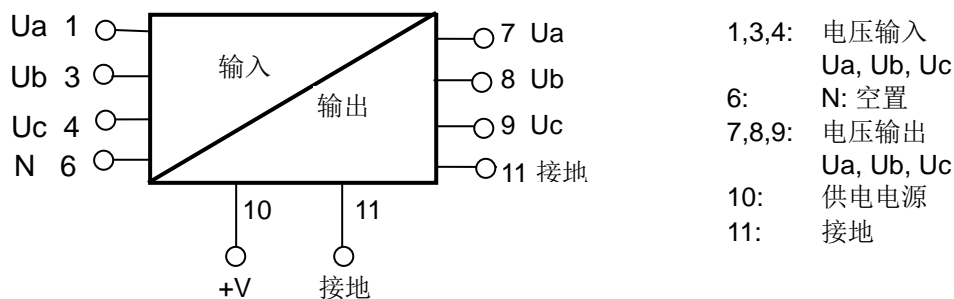 Ua 1
Ub 3
Uc 4
N 6
输入
输出
7 Ua
8 Ub
9 Uc
11 接地
10
11
+V
接地
1,3,4: 电压输入
Ua, Ub, Uc
6: N: 空置
7,8,9: 电压输出
Ua, Ub, Uc
10: 供电电源
11: 接地